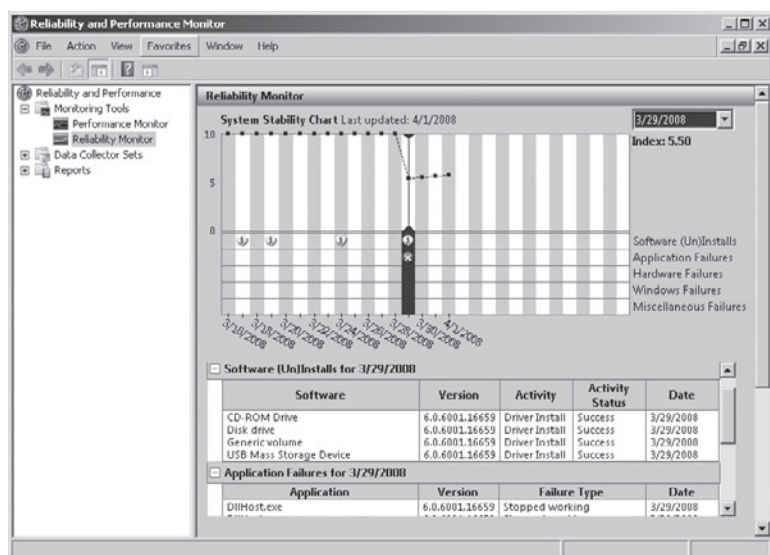 Reliability and Performance Monitor
File Action View Favorites Window Help
Reliability and Performance
Monitoring Tools
Performance Monitor
Reliability Monitor
Data Collector Sets
Reports
Reliability Monitor
System Stability Chart Last updated: 4/1/2008
3/29/2008
Index: 5.50
10
5
0
Software (Un)Installs
Application Failures
Hardware Failures
Windows Failures
Miscellaneous Failures
3/16/2008 3/18/2008 3/20/2008 3/22/2008 3/24/2008 3/26/2008 3/28/2008 3/30/2008 4/1/2008
Software (Un)Installs for 3/29/2008
Software Version Activity Activity Status Date
CD-ROM Drive 6.0.6001.16659 Driver Install Success 3/29/2008
Disk drive 6.0.6001.16659 Driver Install Success 3/29/2008
Generic volume 6.0.6001.16659 Driver Install Success 3/29/2008
USB Mass Storage Device 6.0.6001.16659 Driver Install Success 3/29/2008
Application Failures for 3/29/2008
Application Version Failure Type Date
DllHost.exe 6.0.6001.16659 Stopped working 3/29/2008